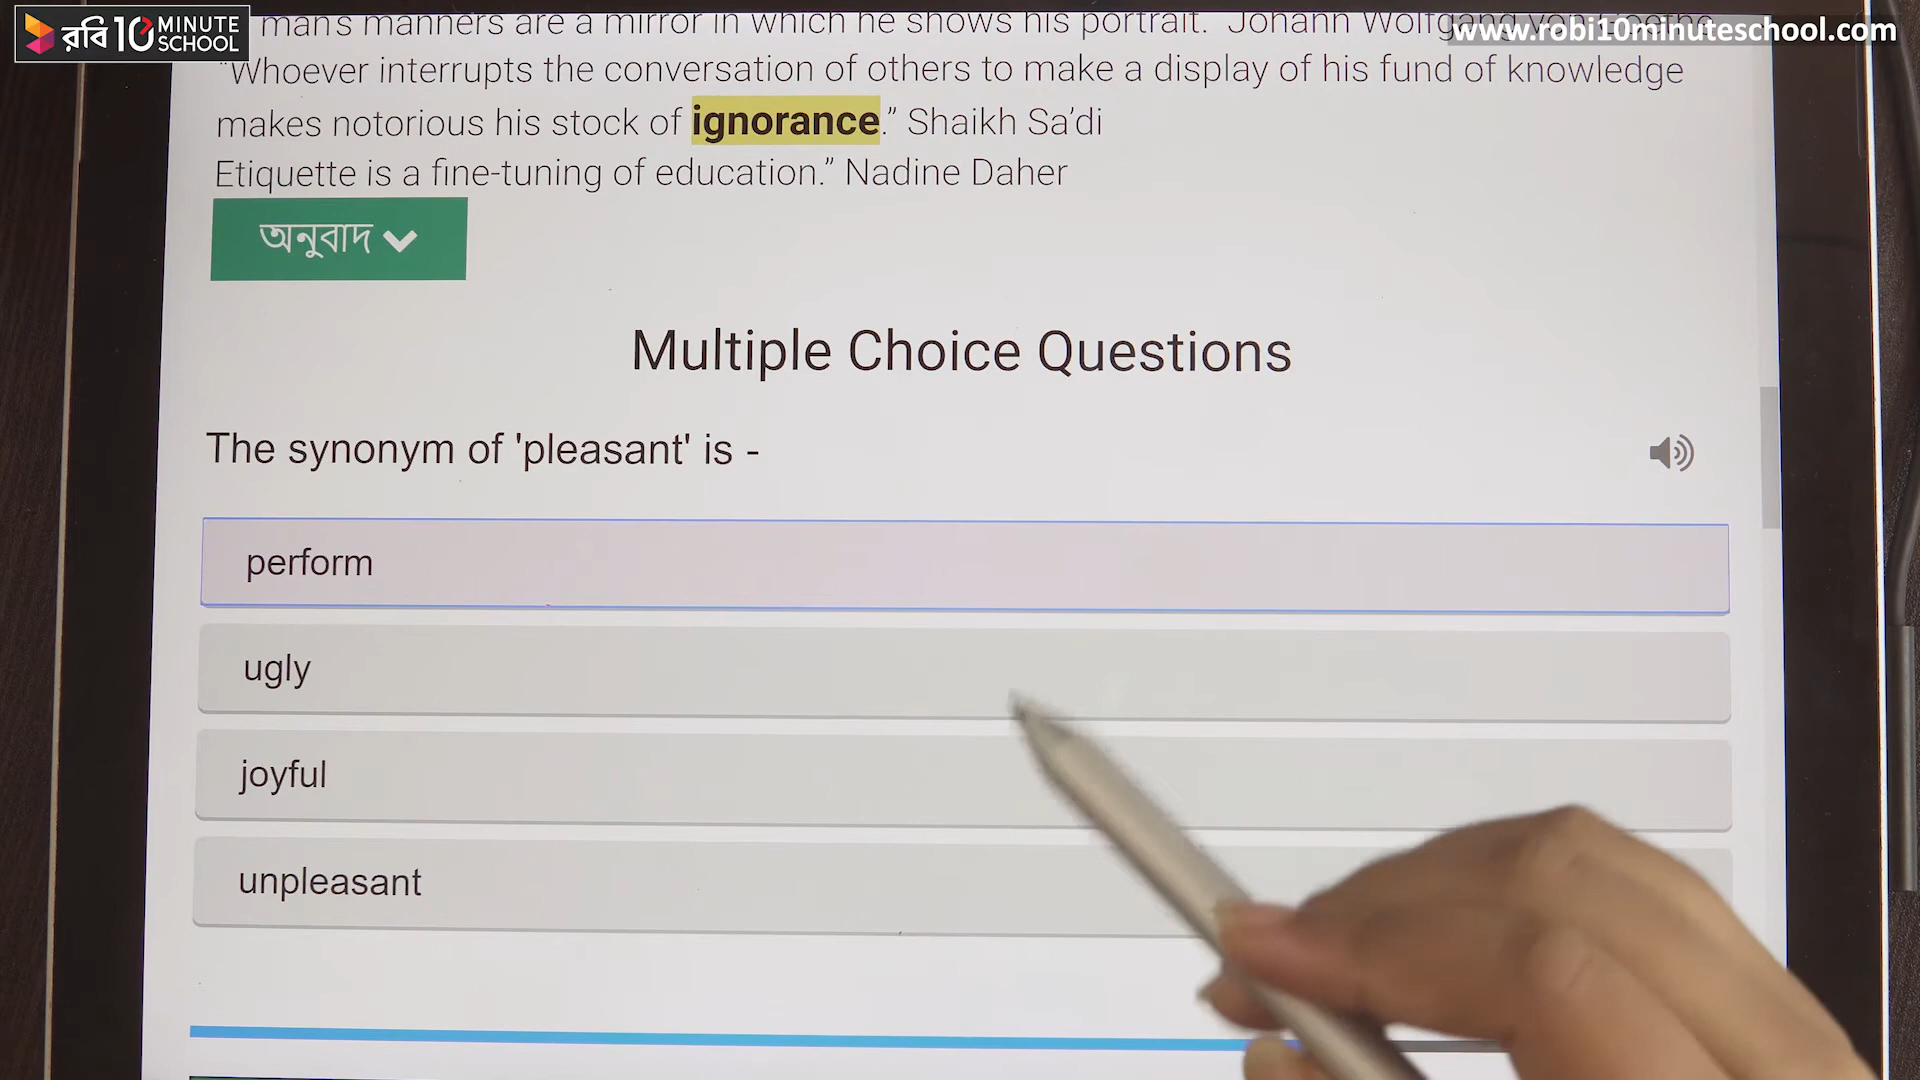 রবি 10 MINUTE SCHOOL
www.robi10minuteschool.com
man's manners are a mirror in which he shows his portrait. Johann Wolfgang von Goethe
"Whoever interrupts the conversation of others to make a display of his fund of knowledge
makes notorious his stock of ignorance." Shaikh Sa'di
Etiquette is a fine-tuning of education." Nadine Daher
অনুবাদ
Multiple Choice Questions
The synonym of 'pleasant' is -
perform
ugly
joyful
unpleasant